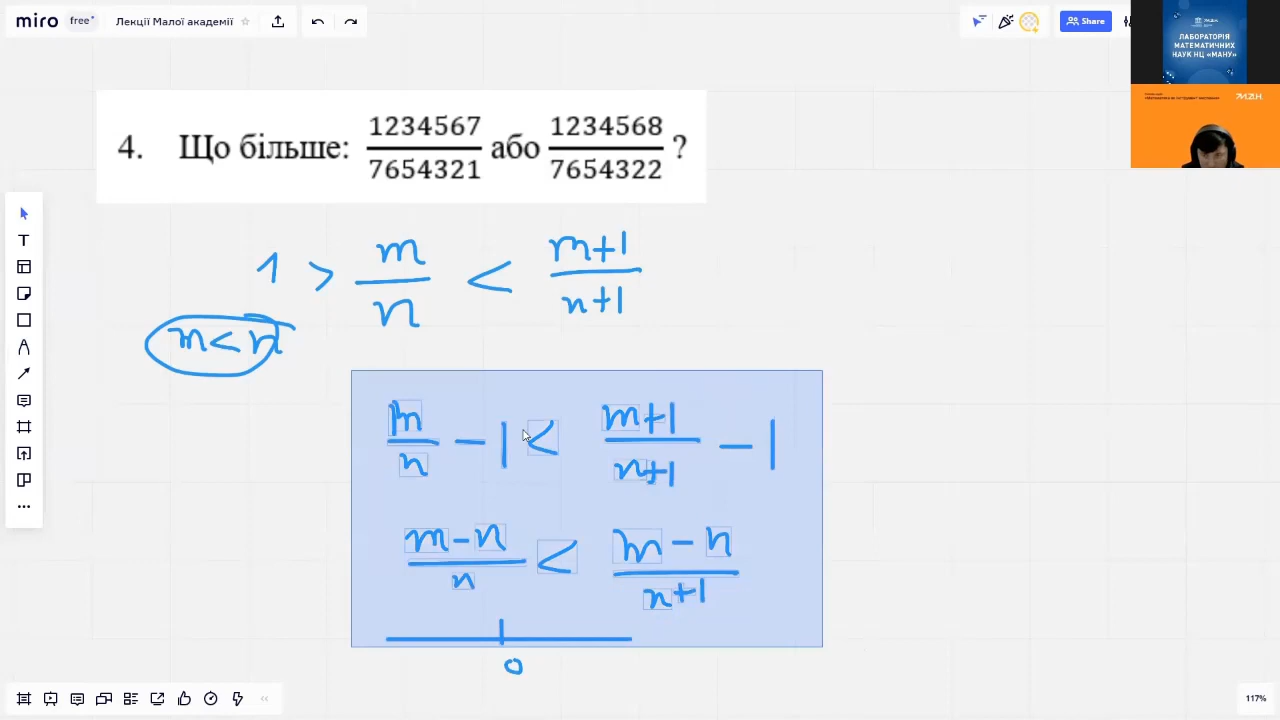 miro free Лекції Малої академії Share
ЛАБОРАТОРІЯ
МАТЕМАТИЧНИХ
НАУК НЦ «МАНУ»
4. Що більше: 1234567/7654321 або 1234568/7654322 ?
1 > m/n < (m+1)/(n+1)
m < n
m/n − 1 < (m+1)/(n+1) − 1
(m−n)/n < (m−n)/(n+1)
0
117%